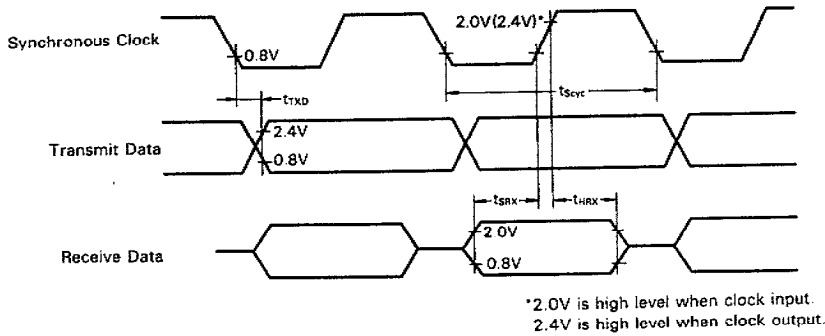 2.0V(2.4V)*
Synchronous Clock
0.8V
tScyc
tTXD
2.4V
Transmit Data
0.8V
tSRX
tHRX
2.0V
Receive Data
0.8V
*2.0V is high level when clock input.
2.4V is high level when clock output.